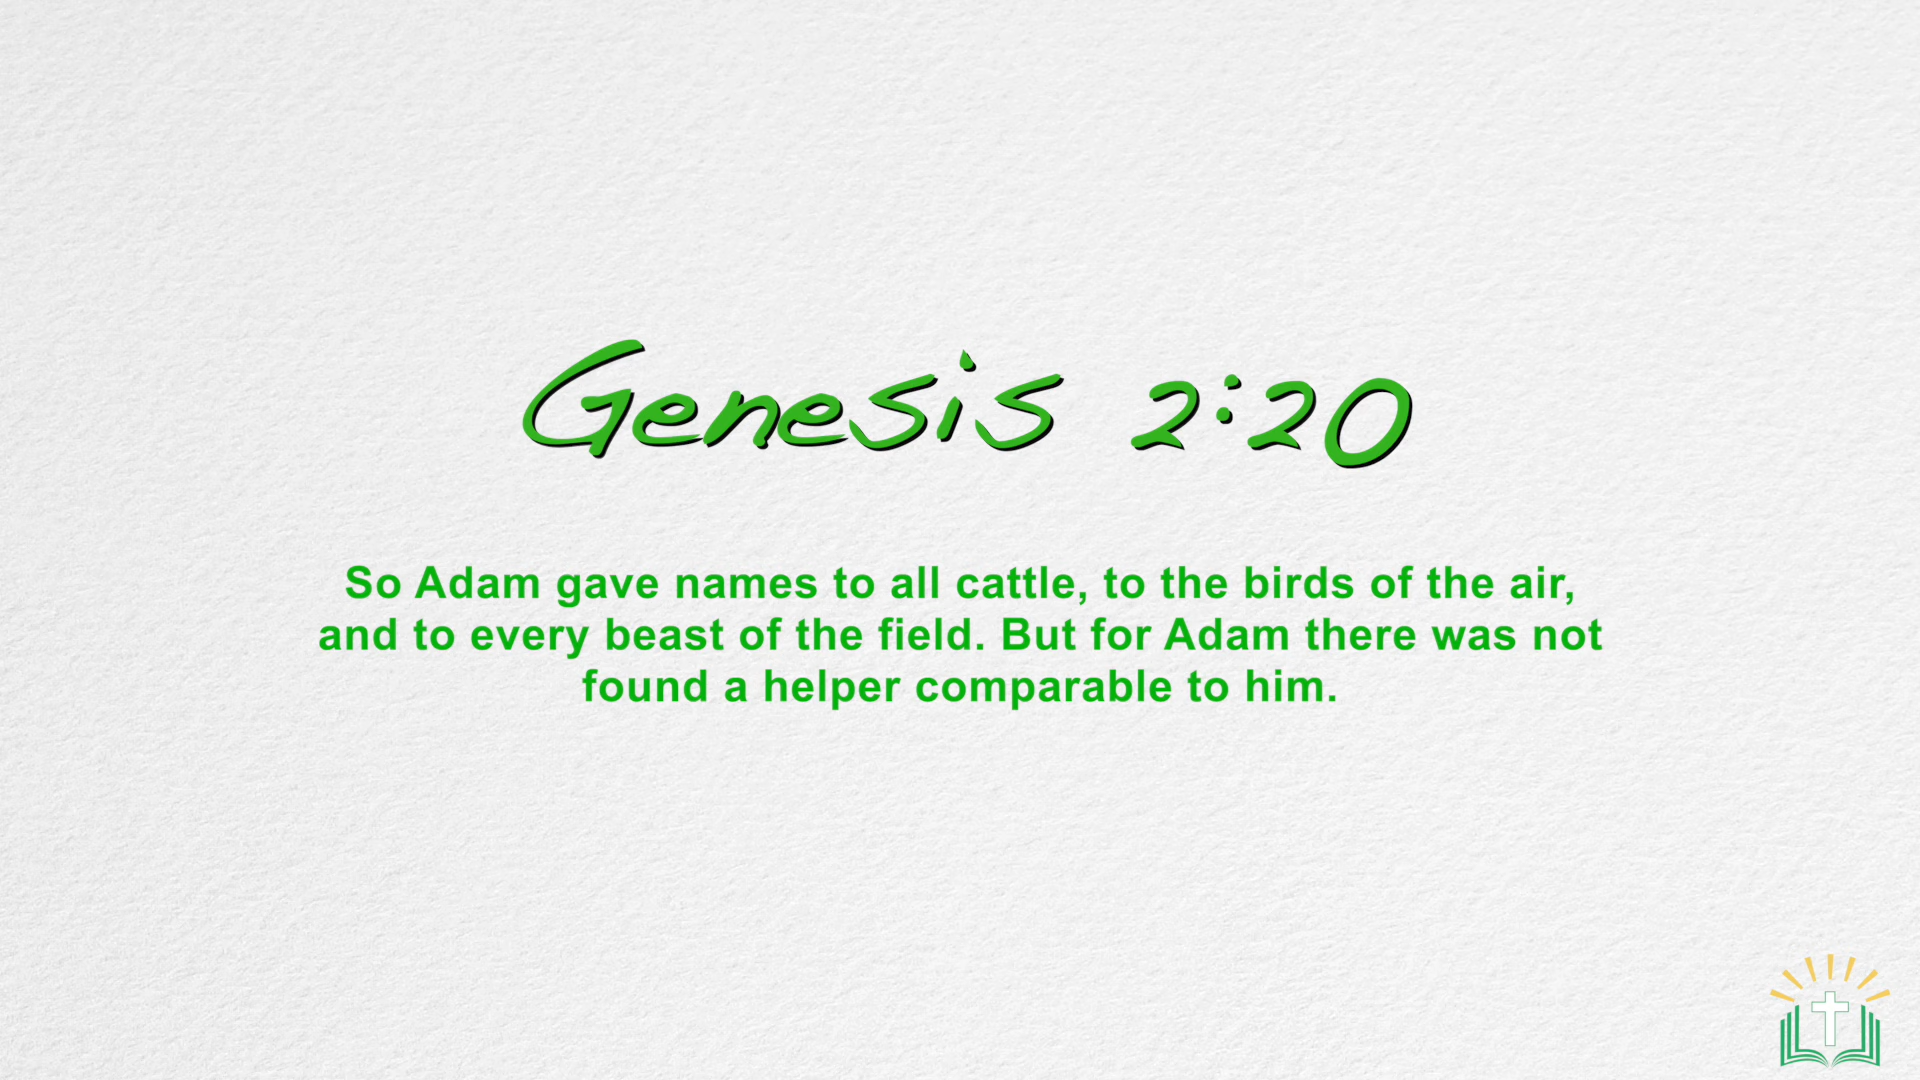 Genesis 2:20
So Adam gave names to all cattle, to the birds of the air,
and to every beast of the field. But for Adam there was not
found a helper comparable to him.